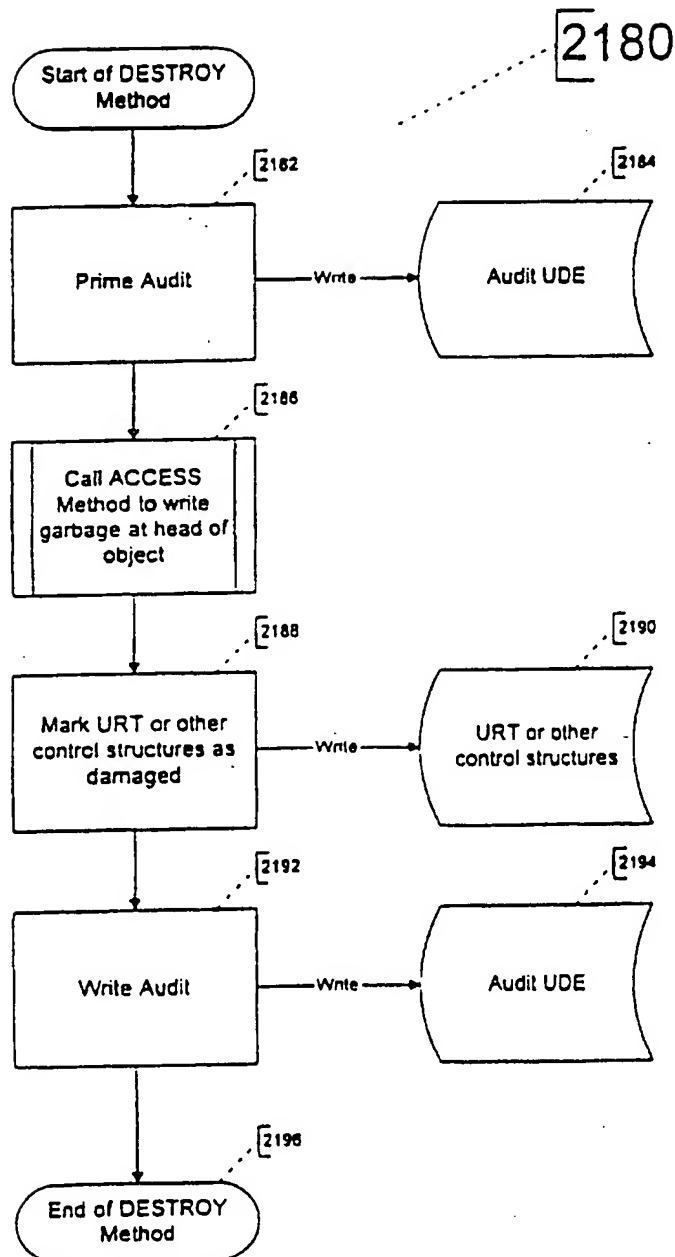 2180
Start of DESTROY
Method
2182
2184
Prime Audit
Write
Audit UDE
2186
Call ACCESS
Method to write
garbage at head of
object
2188
2190
Mark URT or other
control structures as
damaged
Write
URT or other
control structures
2192
2194
Write Audit
Write
Audit UDE
2196
End of DESTROY
Method